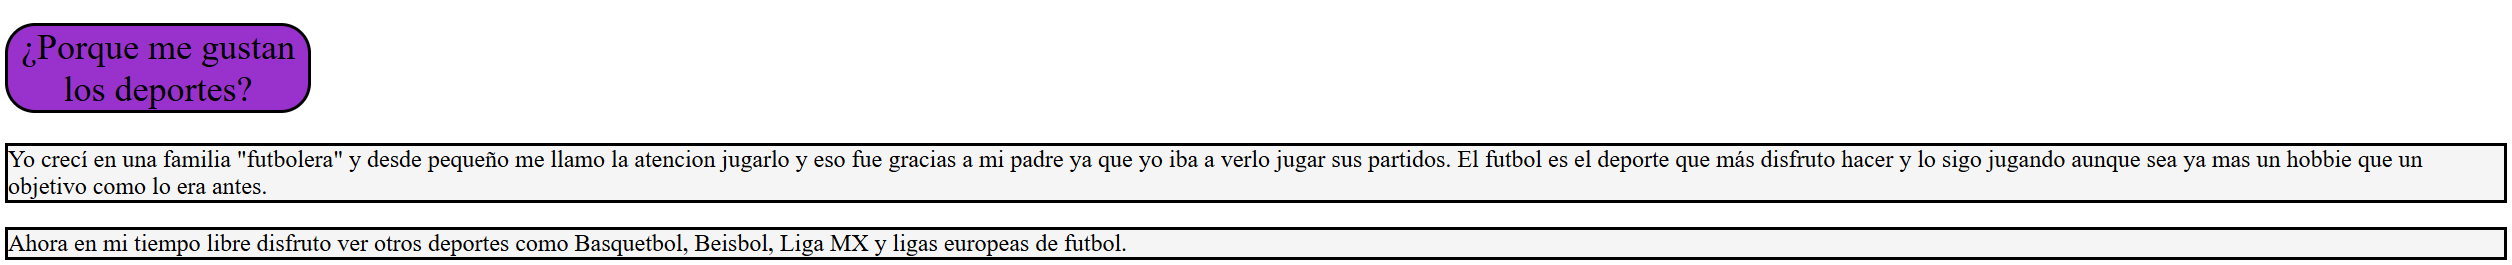 ¿Porque me gustan
los deportes?
Yo crecí en una familia "futbolera" y desde pequeño me llamo la atencion jugarlo y eso fue gracias a mi padre ya que yo iba a verlo jugar sus partidos. El futbol es el deporte que más disfruto hacer y lo sigo jugando aunque sea ya mas un hobbie que un
objetivo como lo era antes.
Ahora en mi tiempo libre disfruto ver otros deportes como Basquetbol, Beisbol, Liga MX y ligas europeas de futbol.